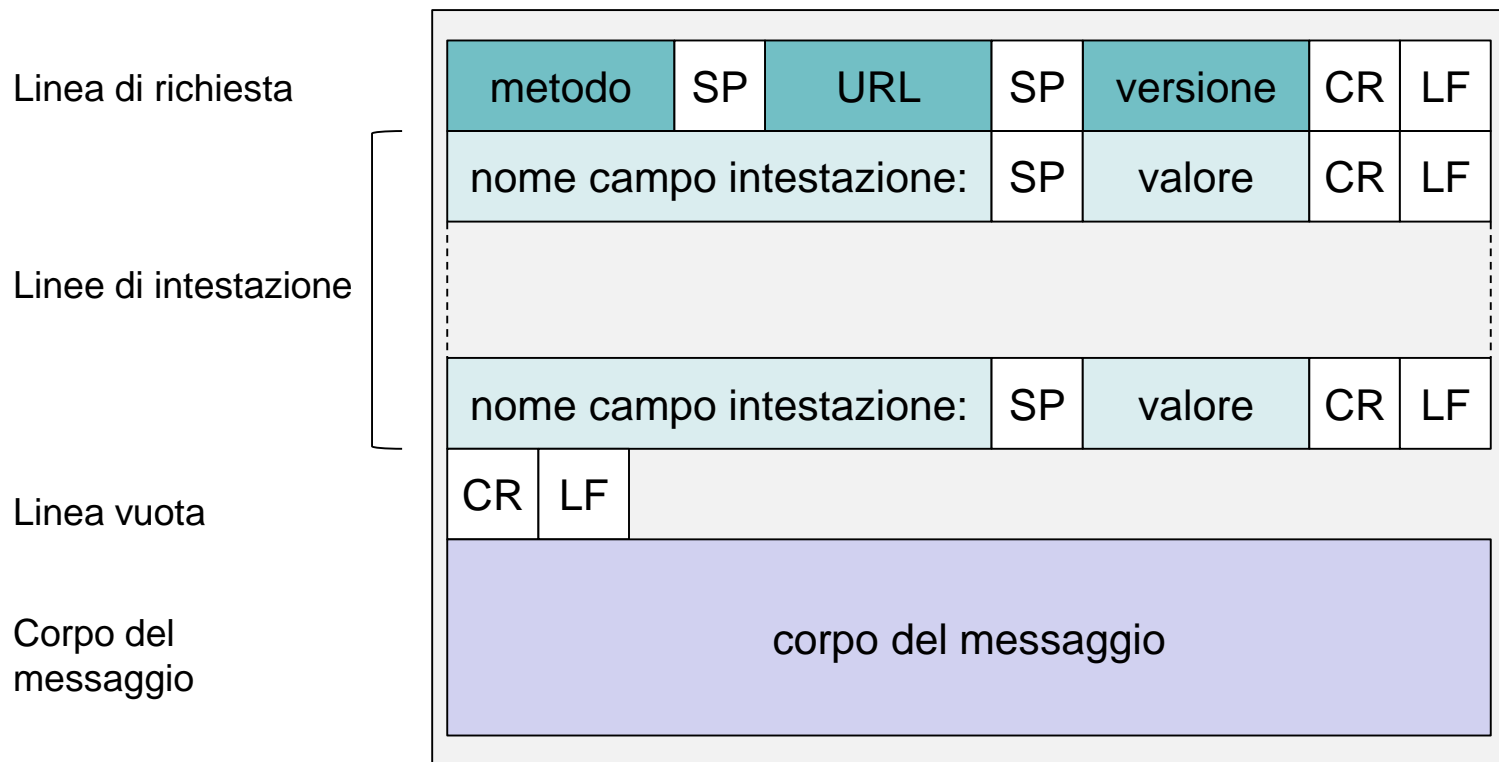 Linea di richiesta
metodo SP URL SP versione CR LF
nome campo intestazione: SP valore CR LF
Linee di intestazione
nome campo intestazione: SP valore CR LF
Linea vuota
CR LF
Corpo del
messaggio
corpo del messaggio